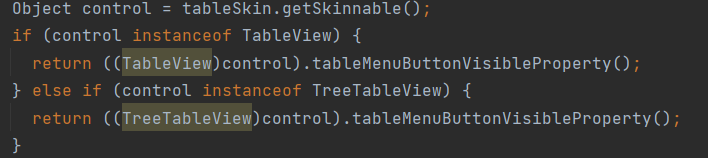 Object control = tableSkin.getSkinnable();
if (control instanceof TableView) {
return ((TableView)control).tableMenuButtonVisibleProperty();
} else if (control instanceof TreeTableView) {
return ((TreeTableView)control).tableMenuButtonVisibleProperty();
}